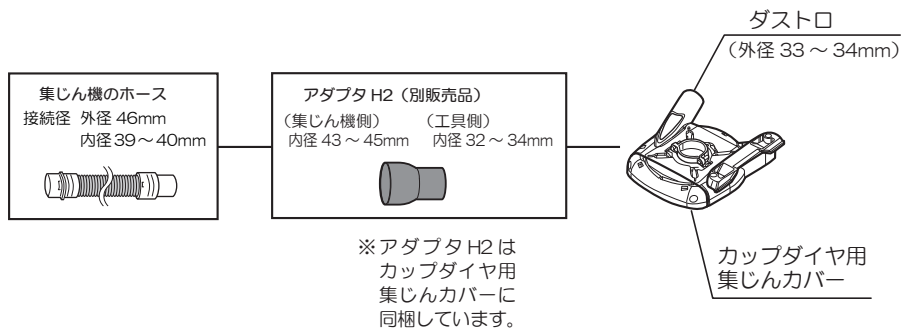 集じん機のホース
接続径 外径 46mm
内径 39～40mm
アダプタ H2（別販売品）
（集じん機側） （工具側）
内径 43～45mm 内径 32～34mm
※アダプタ H2 は
カップダイヤ用
集じんカバーに
同梱しています。
ダスト口
（外径 33～34mm）
カップダイヤ用
集じんカバー